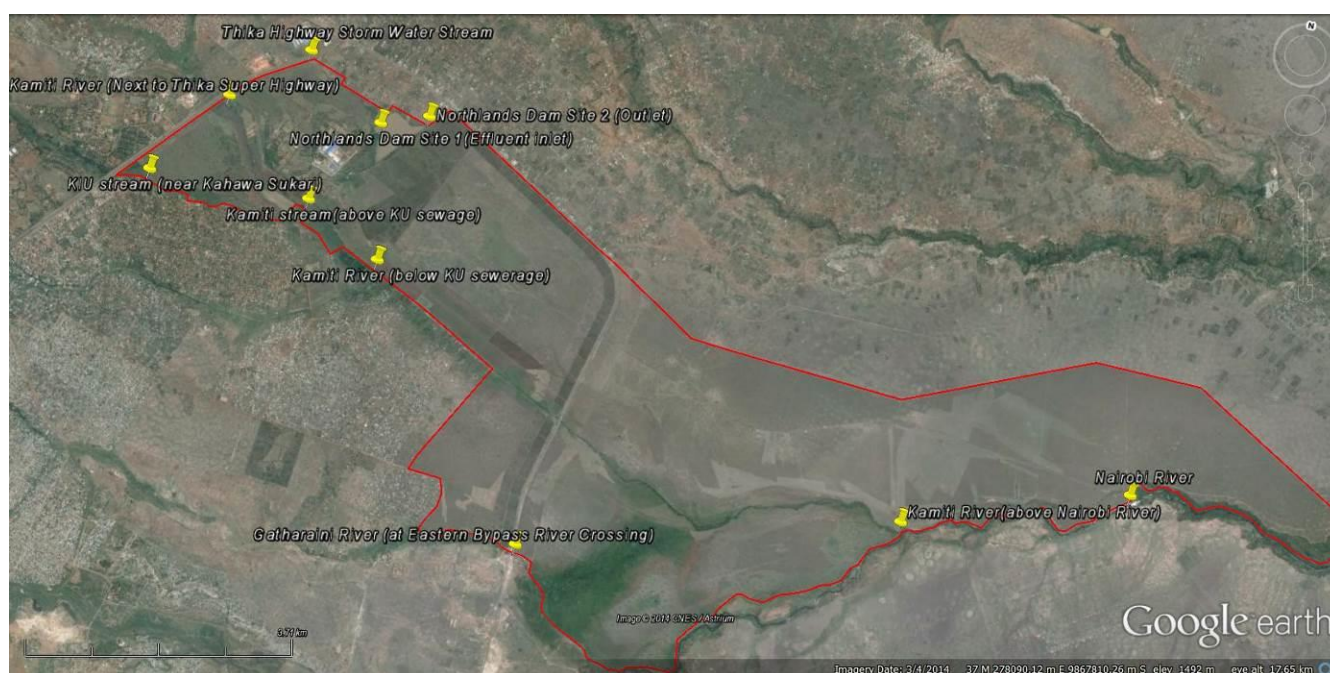 N
Thika Highway Storm Water Stream
Kamiti River (Next to Thika Super Highway)
Northlands Dam Site 2 (Outlet)
Northlands Dam Site 1(Effluent inlet)
KIU stream (near Kahawa Sukari)
Kamiti stream(above KU sewage)
Kamiti River (below KU sewerage)
Nairobi River
Kamiti River(above Nairobi River)
Gatharaini River (at Eastern Bypass River Crossing)
Image © 2014 CNES / Astrium
Google earth
3.71 km
Imagery Date: 3/4/2014 37 M 278090.12 m E 9867810.26 m S elev 1492 m eye alt 17.65 km